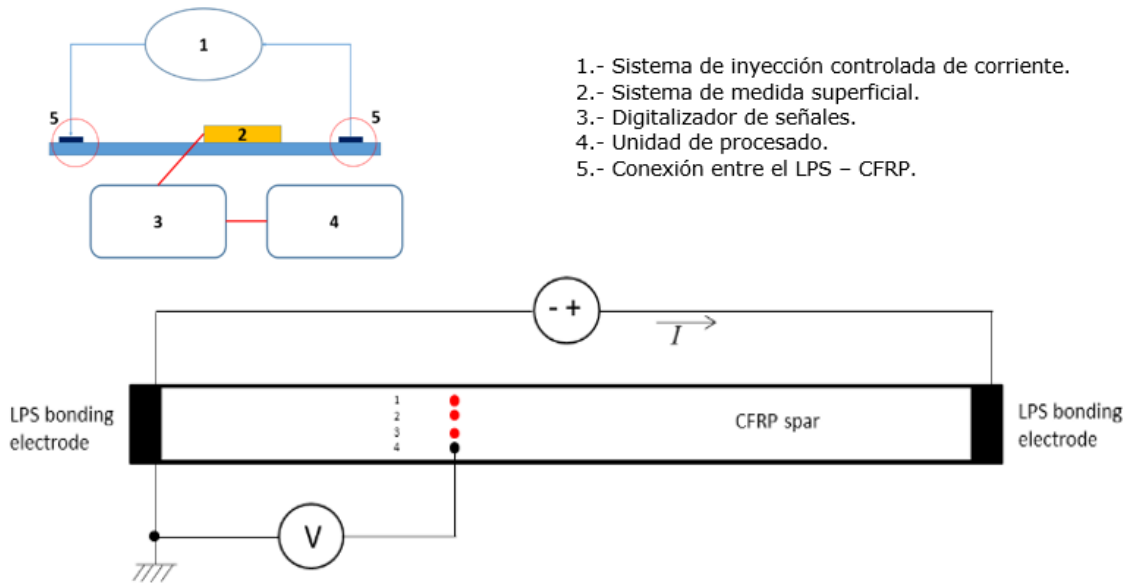 1
5
5
2
3
4
1.- Sistema de inyección controlada de corriente.
2.- Sistema de medida superficial.
3.- Digitalizador de señales.
4.- Unidad de procesado.
5.- Conexión entre el LPS – CFRP.
- +
I
LPS bonding
electrode
1
2
3
4
CFRP spar
LPS bonding
electrode
V